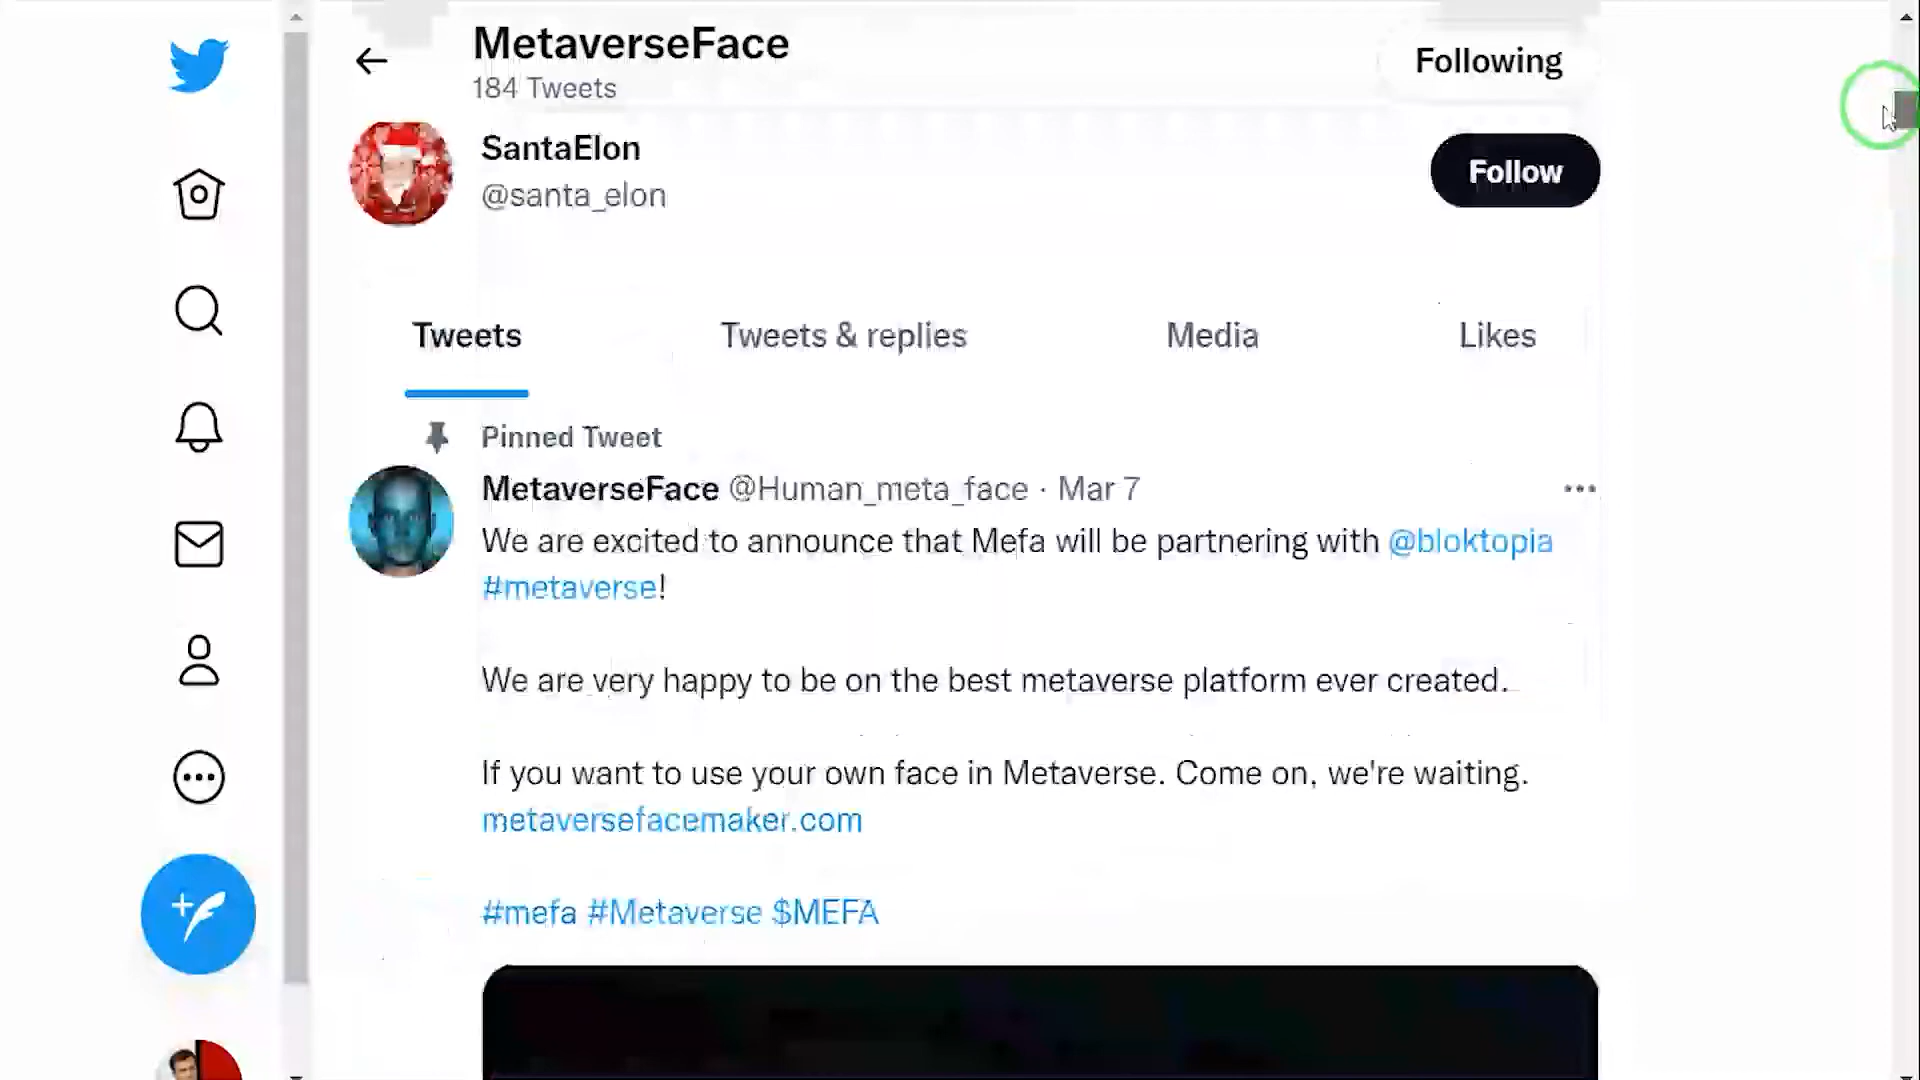 MetaverseFace
184 Tweets
Following
SantaElon
@santa_elon
Follow
Tweets
Tweets & replies
Media
Likes
Pinned Tweet
MetaverseFace @Human_meta_face · Mar 7
We are excited to announce that Mefa will be partnering with @bloktopia
#metaverse!
We are very happy to be on the best metaverse platform ever created.
If you want to use your own face in Metaverse. Come on, we're waiting.
metaversefacemaker.com
#mefa #Metaverse $MEFA